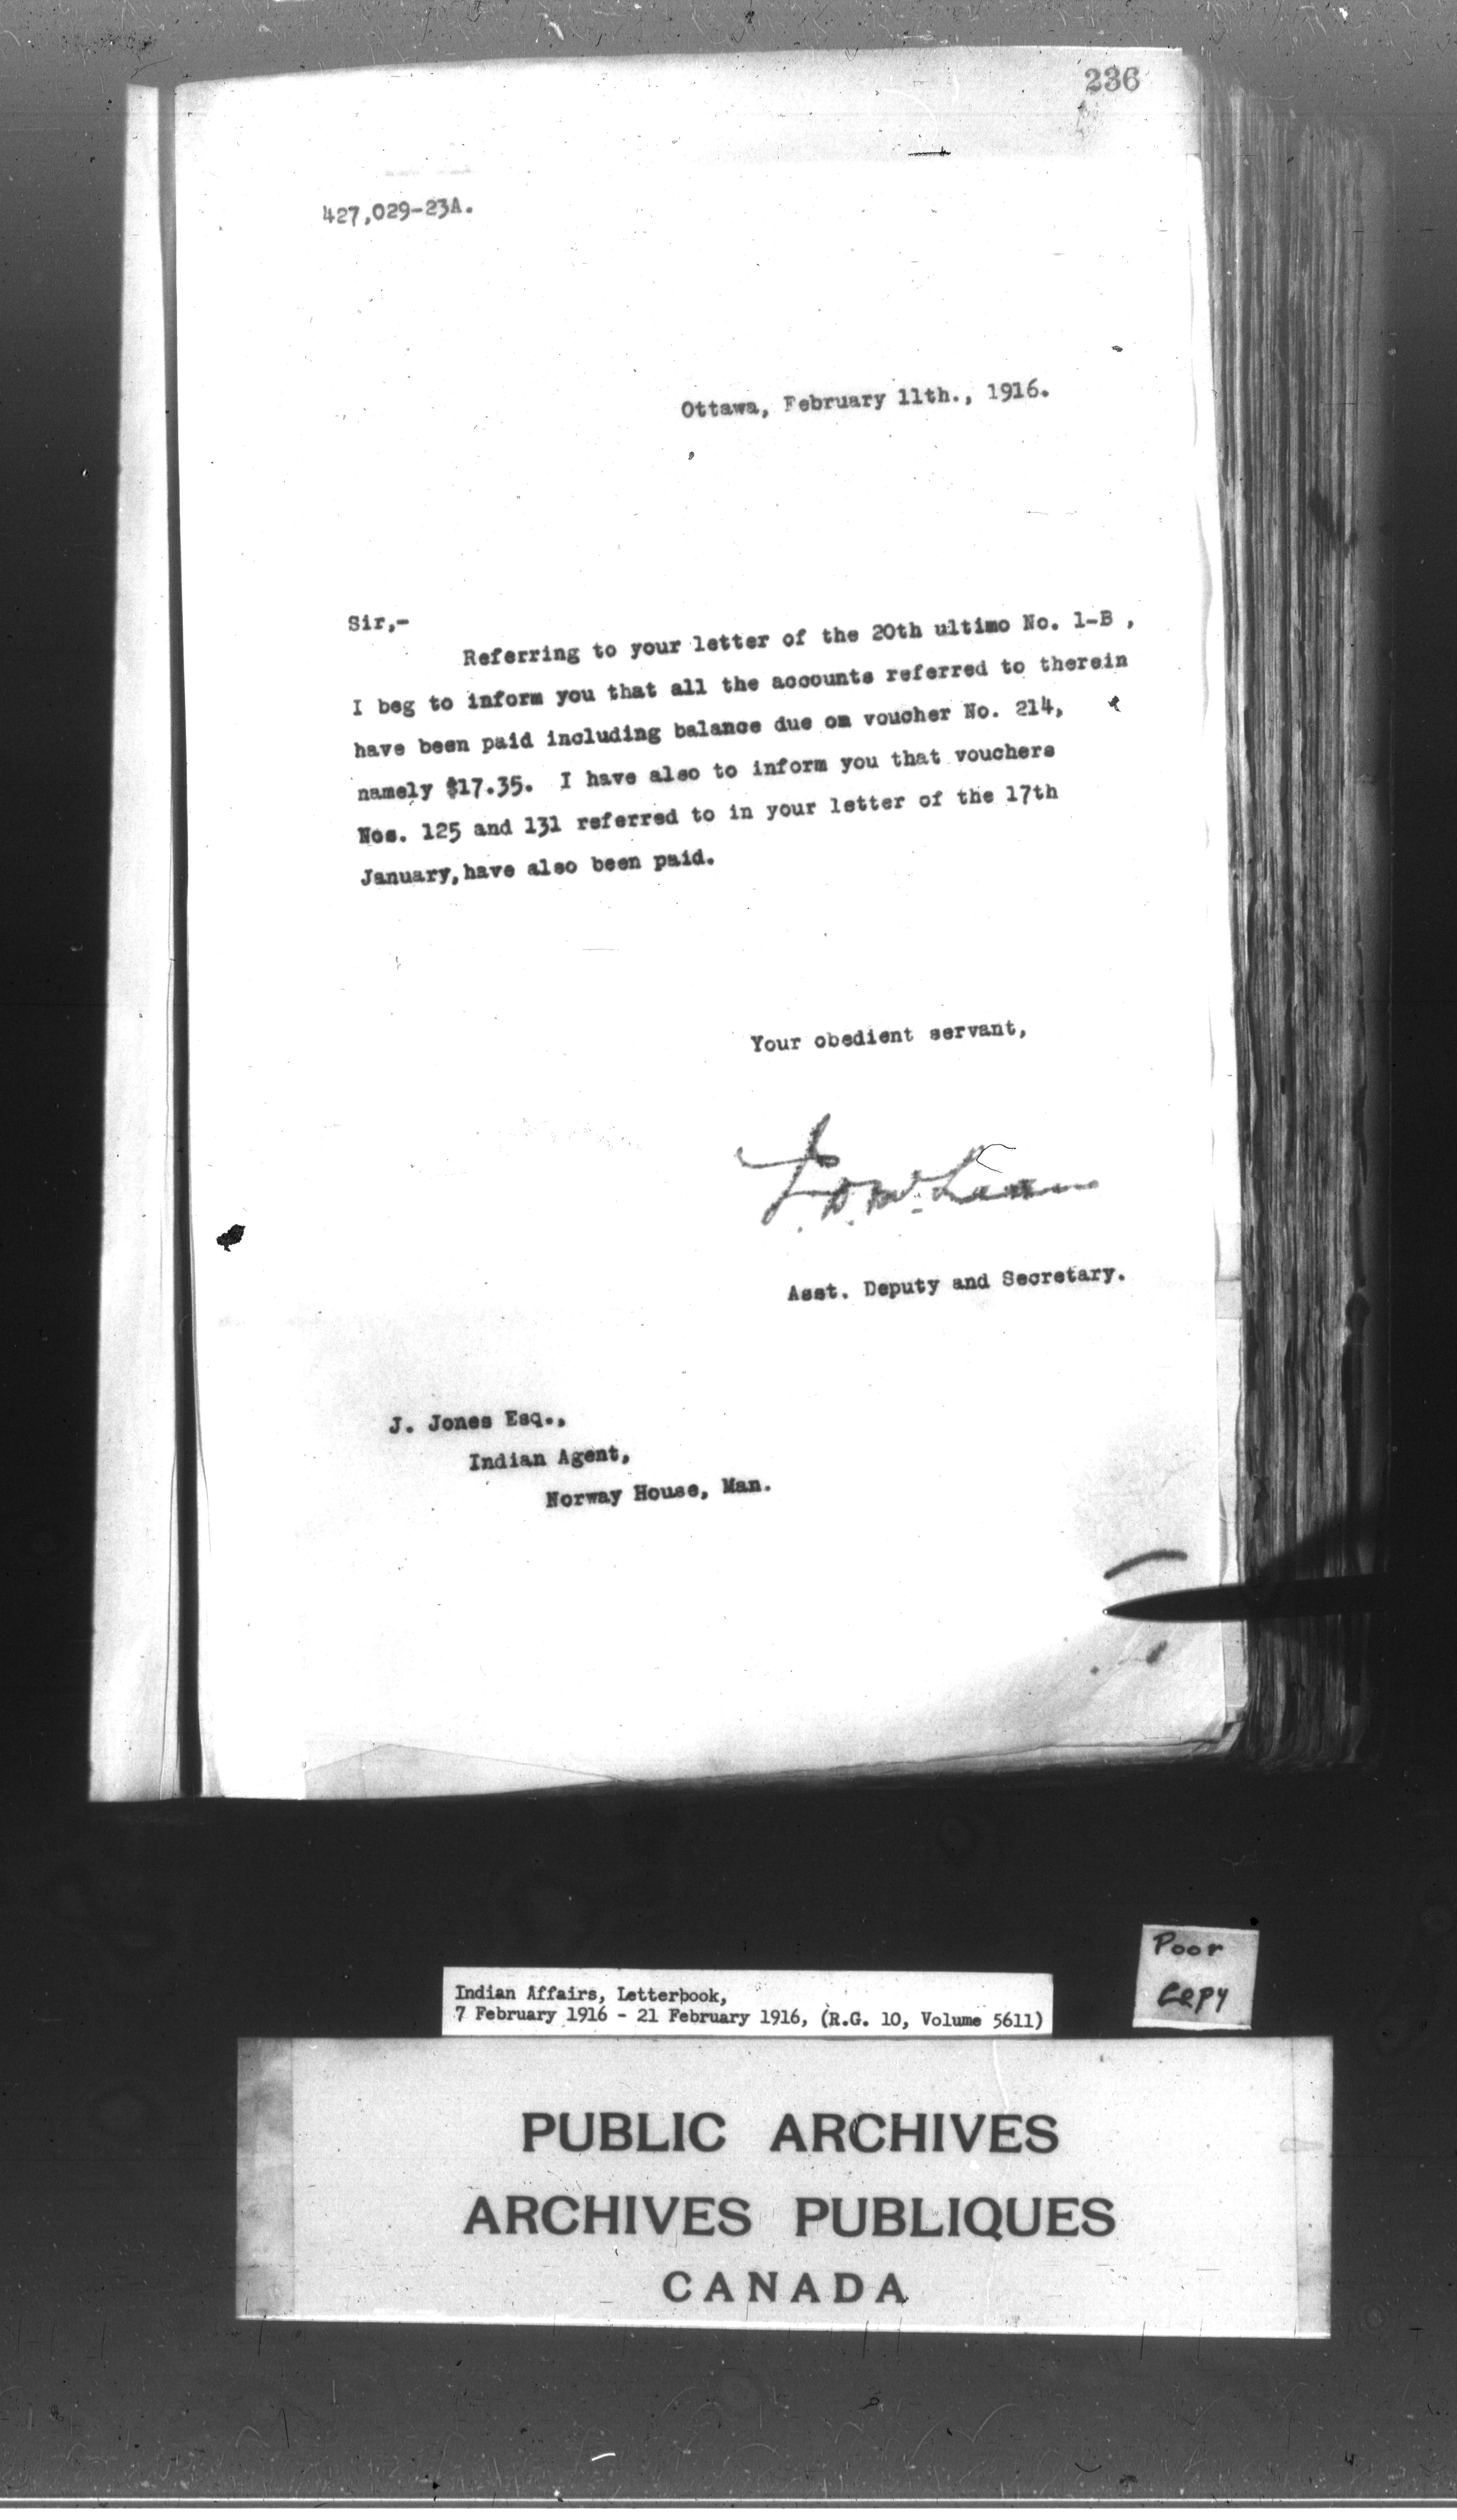 236
427,029-23A.
Ottawa, February 11th., 1916.
Sir,-
Referring to your letter of the 20th ultimo No. 1-B ,
I beg to inform you that all the accounts referred to therein
have been paid including balance due on voucher No. 214,
namely $17.35. I have also to inform you that vouchers
Nos. 125 and 131 referred to in your letter of the 17th
January, have also been paid.
Your obedient servant,
Asst. Deputy and Secretary.
J. Jones Esq.,
Indian Agent,
Norway House, Man.
Poor
Copy
Indian Affairs, Letterbook,
7 February 1916 - 21 February 1916, (R.G. 10, Volume 5611)
PUBLIC ARCHIVES
ARCHIVES PUBLIQUES
CANADA